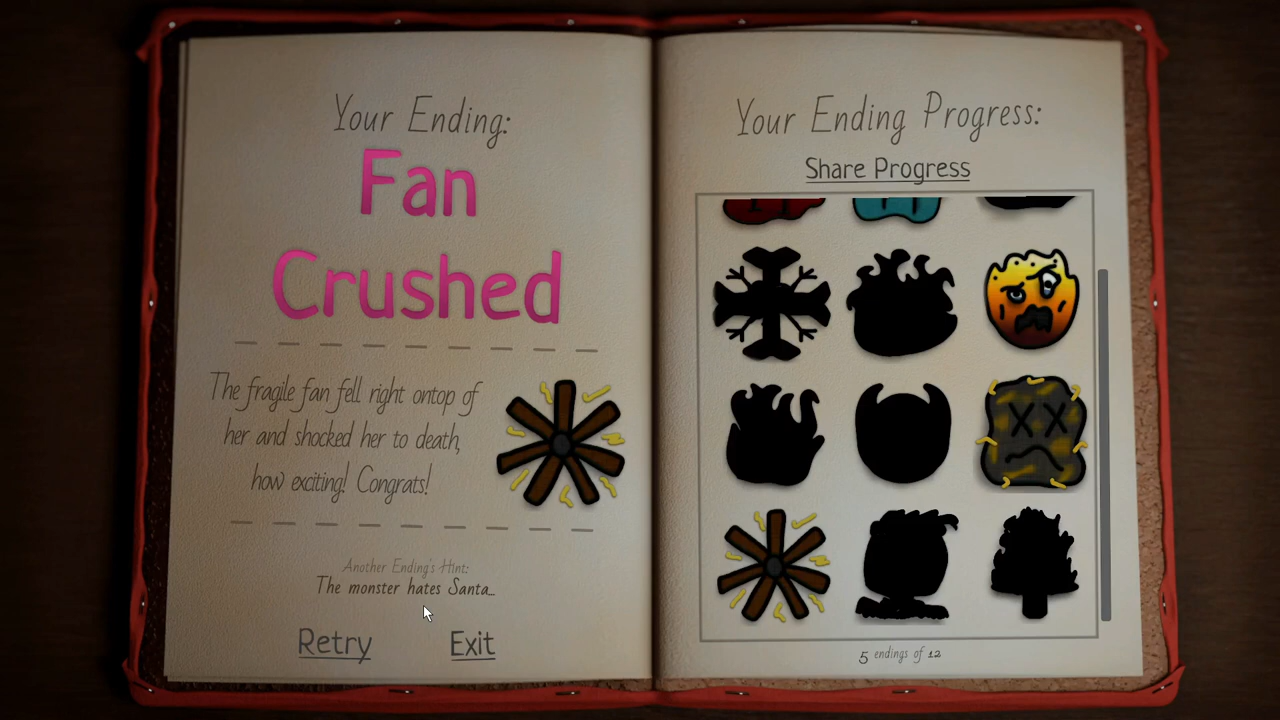 Your Ending:
Fan
Crushed
The fragile fan fell right ontop of
her and shocked her to death,
how exciting! Congrats!
Another Ending's Hint:
The monster hates Santa...
Retry
Exit
Your Ending Progress:
Share Progress
5 endings of 12